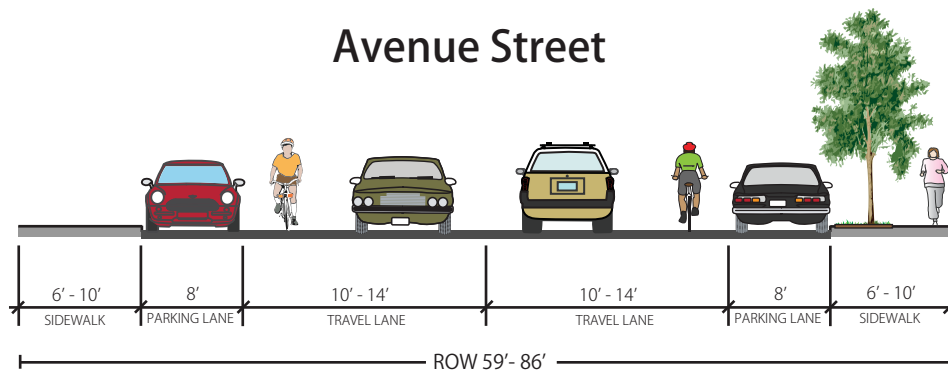 Avenue Street
6’ - 10’ 8’ 10’ - 14’ 10’ - 14’ 8’ 6’ - 10’
SIDEWALK PARKING LANE TRAVEL LANE TRAVEL LANE PARKING LANE SIDEWALK
ROW 59’- 86’